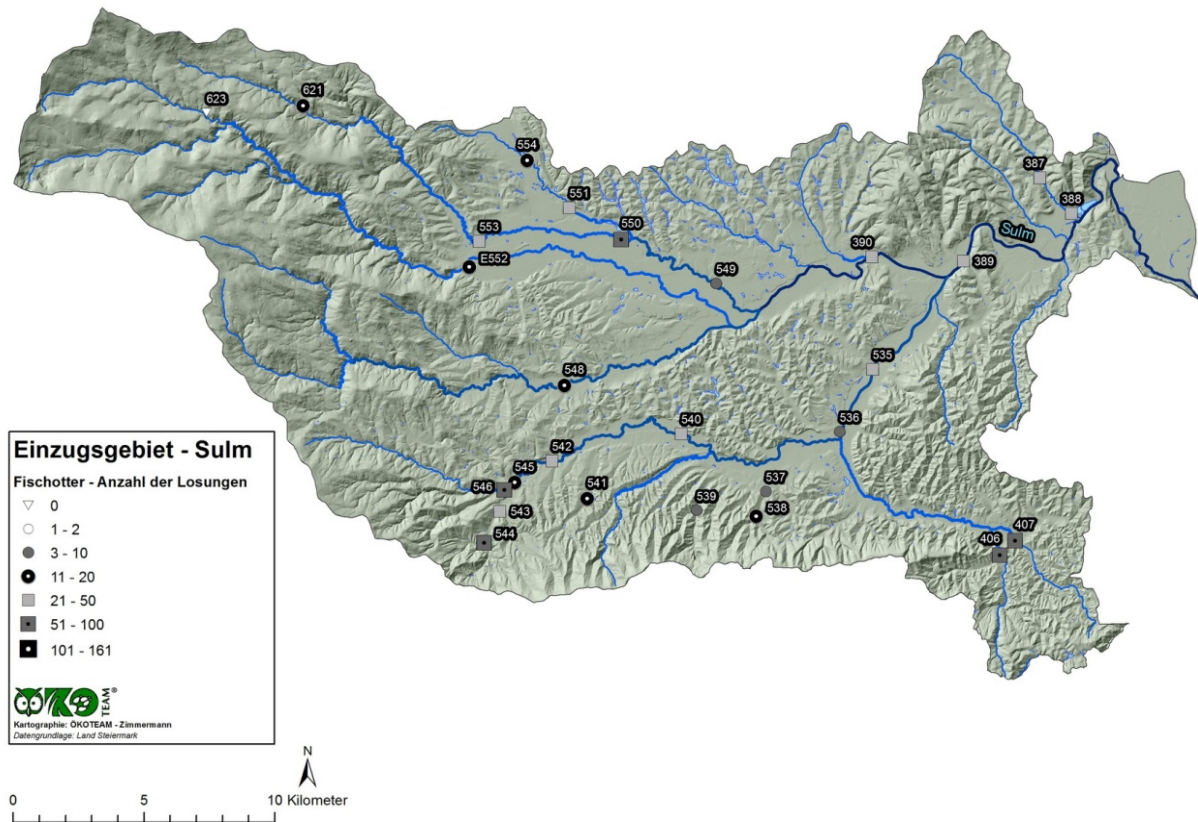 623
621
554
387
551
388
553
550
Sulm
E552
390
549
389
535
548
536
540
542
545
546
541
537
539
543
538
544
407
406
Einzugsgebiet - Sulm
Fischotter - Anzahl der Losungen
0
1 - 2
3 - 10
11 - 20
21 - 50
51 - 100
101 - 161
ÖKO TEAM®
Kartographie: ÖKOTEAM - Zimmermann
Datengrundlage: Land Steiermark
N
0 5 10 Kilometer